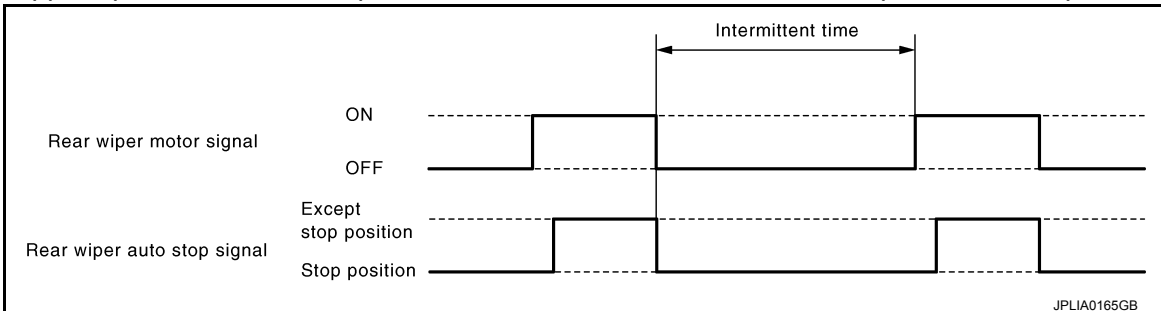 Intermittent time
ON
Rear wiper motor signal
OFF
Except
stop position
Rear wiper auto stop signal
Stop position
JPLIA0165GB